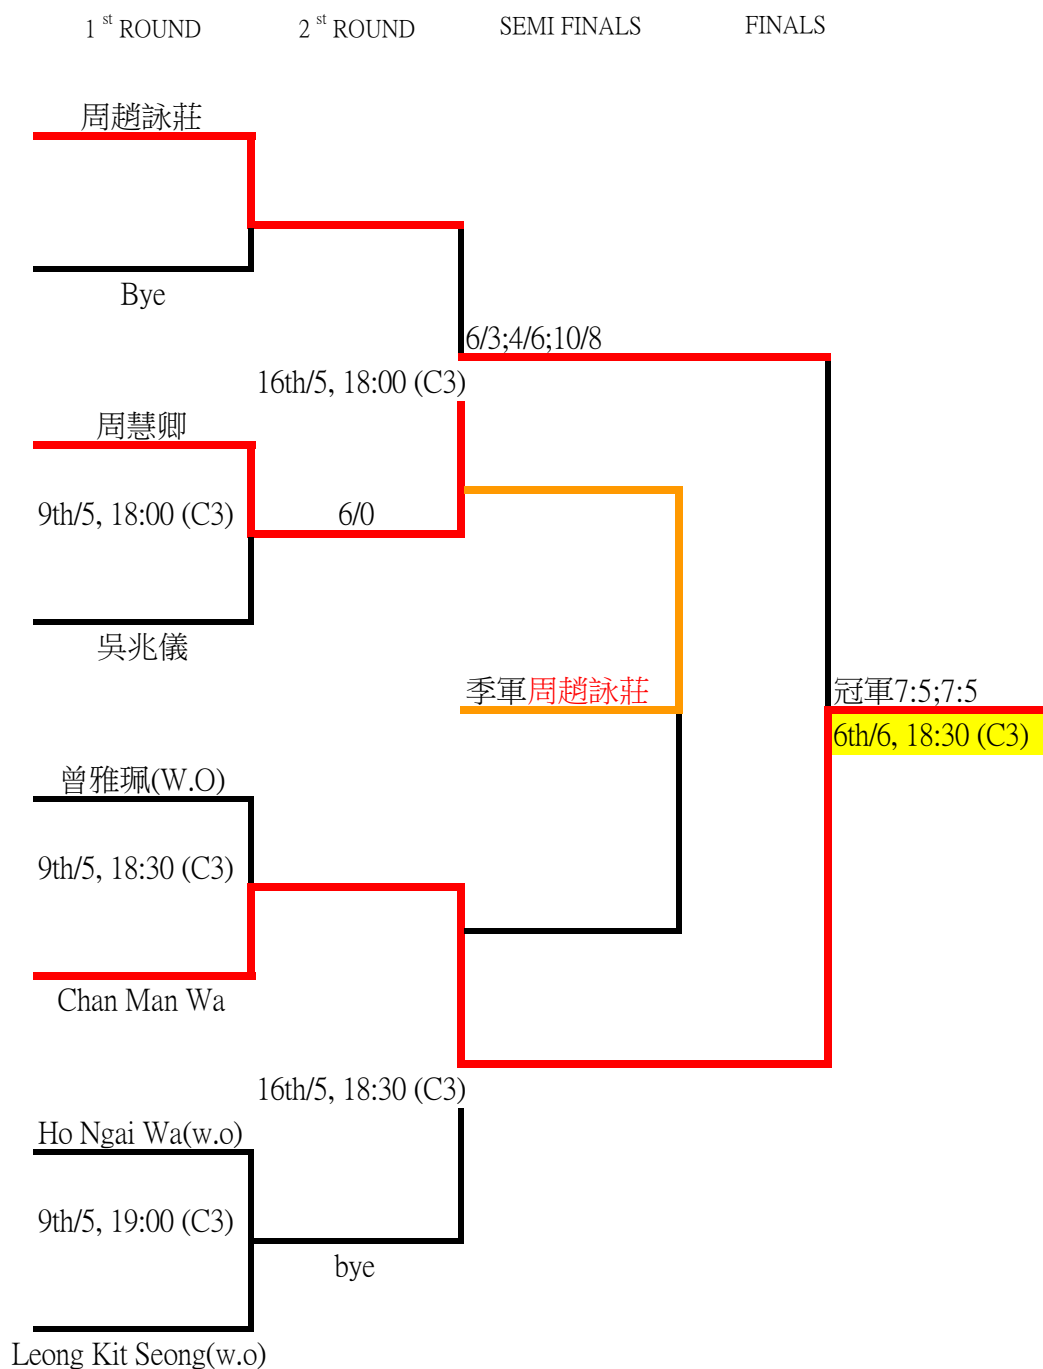 1 st ROUND 2 st ROUND SEMI FINALS FINALS
周趙詠莊
Bye
6/3;4/6;10/8
16th/5, 18:00 (C3)
周慧卿
9th/5, 18:00 (C3) 6/0
吳兆儀
季軍周趙詠莊 冠軍7:5;7:5
6th/6, 18:30 (C3)
曾雅珮(W.O)
9th/5, 18:30 (C3)
Chan Man Wa
16th/5, 18:30 (C3)
Ho Ngai Wa(w.o)
9th/5, 19:00 (C3)
bye
Leong Kit Seong(w.o)